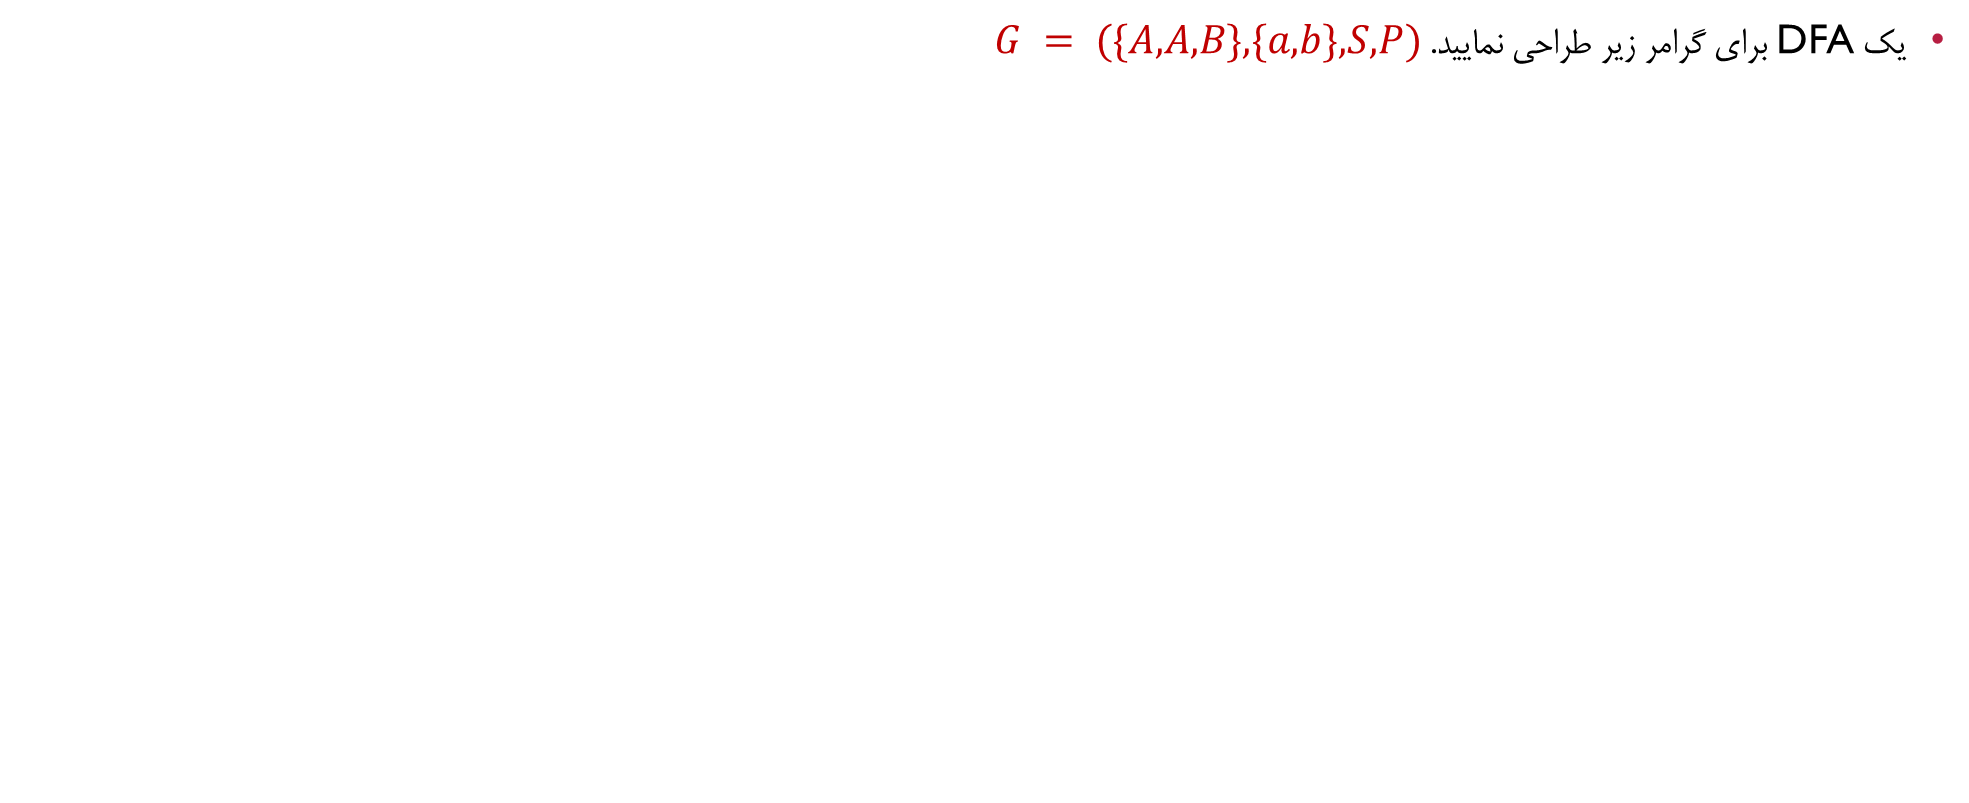 • یک DFA برای گرامر زیر طراحی نمایید. G = ({A,A,B},{a,b},S,P)